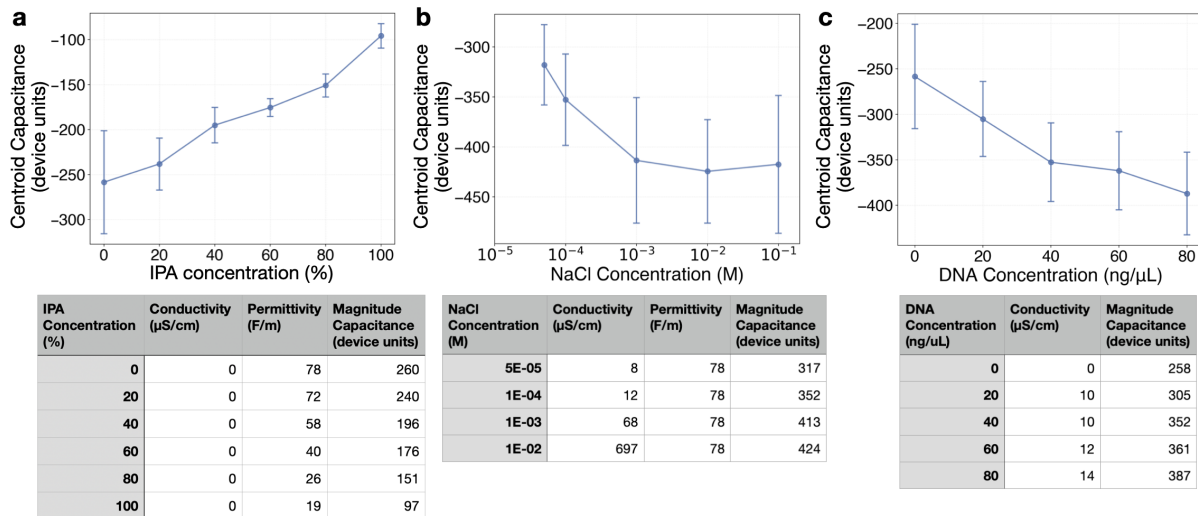 a
Centroid Capacitance
(device units)
−100
−150
−200
−250
−300
0 20 40 60 80 100
IPA concentration (%)
b
Centroid Capacitance
(device units)
−300
−350
−400
−450
10⁻⁵ 10⁻⁴ 10⁻³ 10⁻² 10⁻¹
NaCl Concentration (M)
c
Centroid Capacitance
(device units)
−200
−250
−300
−350
−400
0 20 40 60 80
DNA Concentration (ng/µL)
IPA Concentration (%) Conductivity (µS/cm) Permittivity (F/m) Magnitude Capacitance (device units)
0 0 78 260
20 0 72 240
40 0 58 196
60 0 40 176
80 0 26 151
100 0 19 97
NaCl Concentration (M) Conductivity (µS/cm) Permittivity (F/m) Magnitude Capacitance (device units)
5E-05 8 78 317
1E-04 12 78 352
1E-03 68 78 413
1E-02 697 78 424
DNA Concentration (ng/uL) Conductivity (µS/cm) Magnitude Capacitance (device units)
0 0 258
20 10 305
40 10 352
60 12 361
80 14 387